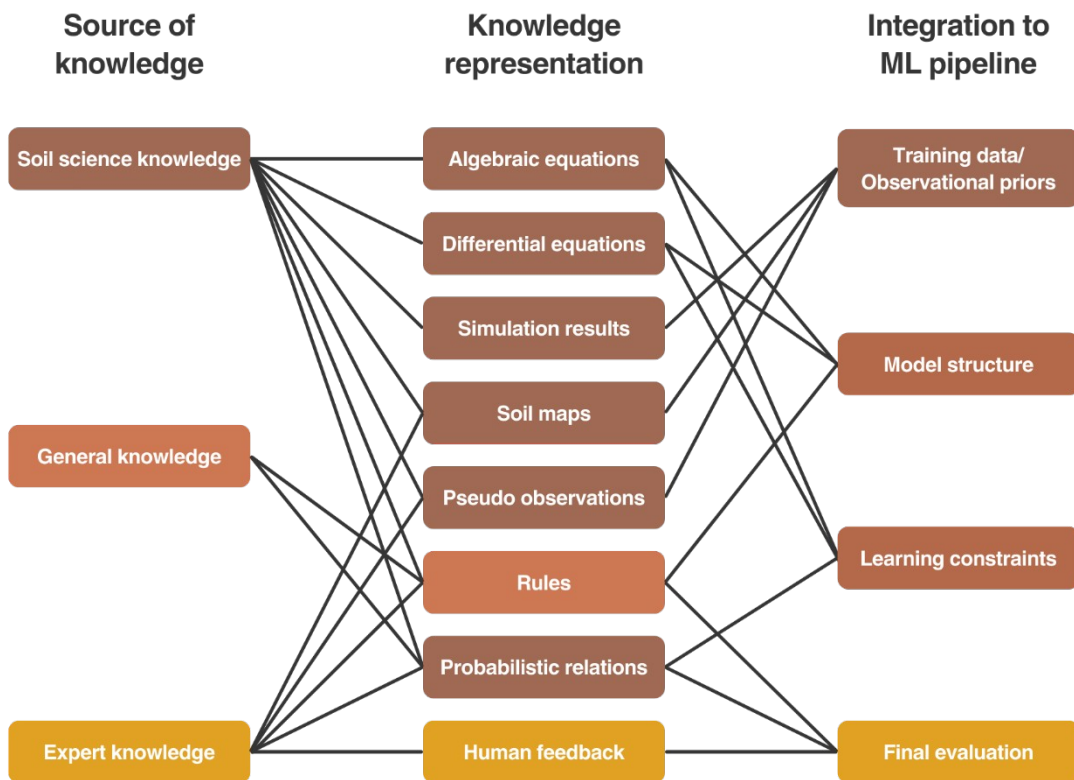 Source of
knowledge
Knowledge
representation
Integration to
ML pipeline
Soil science knowledge
General knowledge
Expert knowledge
Algebraic equations
Differential equations
Simulation results
Soil maps
Pseudo observations
Rules
Probabilistic relations
Human feedback
Training data/
Observational priors
Model structure
Learning constraints
Final evaluation